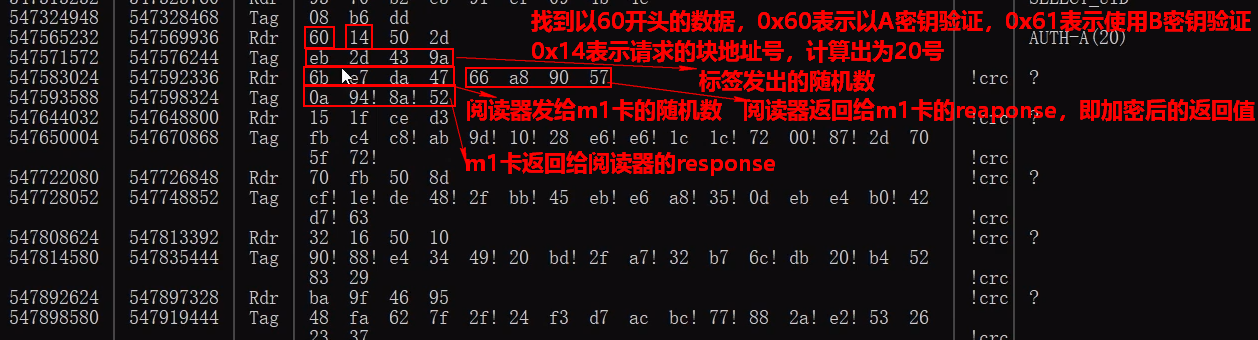 547324948 547328468 Tag 08 b6 dd
找到以60开头的数据，0x60表示以A密钥验证，0x61表示使用B密钥验证
547565232 547569936 Rdr 60 14 50 2d AUTH-A(20)
0x14表示请求的块地址号，计算出为20号
547571572 547576244 Tag eb 2d 43 9a
标签发出的随机数
547583024 547592336 Rdr 6b e7 da 47 66 a8 90 57 !crc ?
547593588 547598324 Tag 0a 94! 8a! 52
阅读器发给m1卡的随机数 阅读器返回给m1卡的reaponse，即加密后的返回值
547644032 547648800 Rdr 15 1f ce d3
547650004 547670868 Tag fb c4 c8! ab 9d! 10! 28 e6! e6! 1c 1c! 72 00! 87! 2d 70
5f 72! !crc
m1卡返回给阅读器的response
547722080 547726848 Rdr 70 fb 50 8d !crc ?
547728052 547748852 Tag cf! 1e! de 48! 2f bb! 45 eb! e6 a8! 35! 0d eb e4 b0! 42
d7! 63 !crc
547808624 547813392 Rdr 32 16 50 10 !crc ?
547814580 547835444 Tag 90! 88! e4 34 49! 20 bd! 2f a7! 32 b7 6c! db 20! b4 52
83 29 !crc
547892624 547897328 Rdr ba 9f 46 95 !crc ?
547898580 547919444 Tag 48 fa 62 7f 2f! 24 f3 d7 ac bc! 77! 88 2a! e2! 53 26